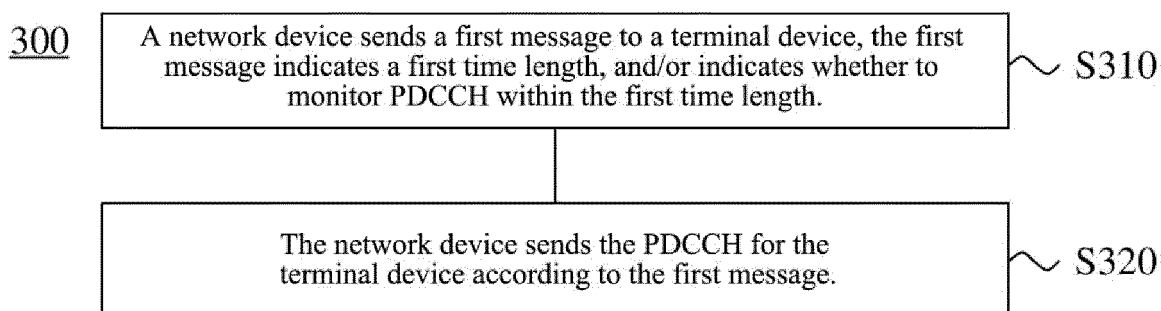 300
A network device sends a first message to a terminal device, the first
message indicates a first time length, and/or indicates whether to
monitor PDCCH within the first time length.
S310
The network device sends the PDCCH for the
terminal device according to the first message.
S320